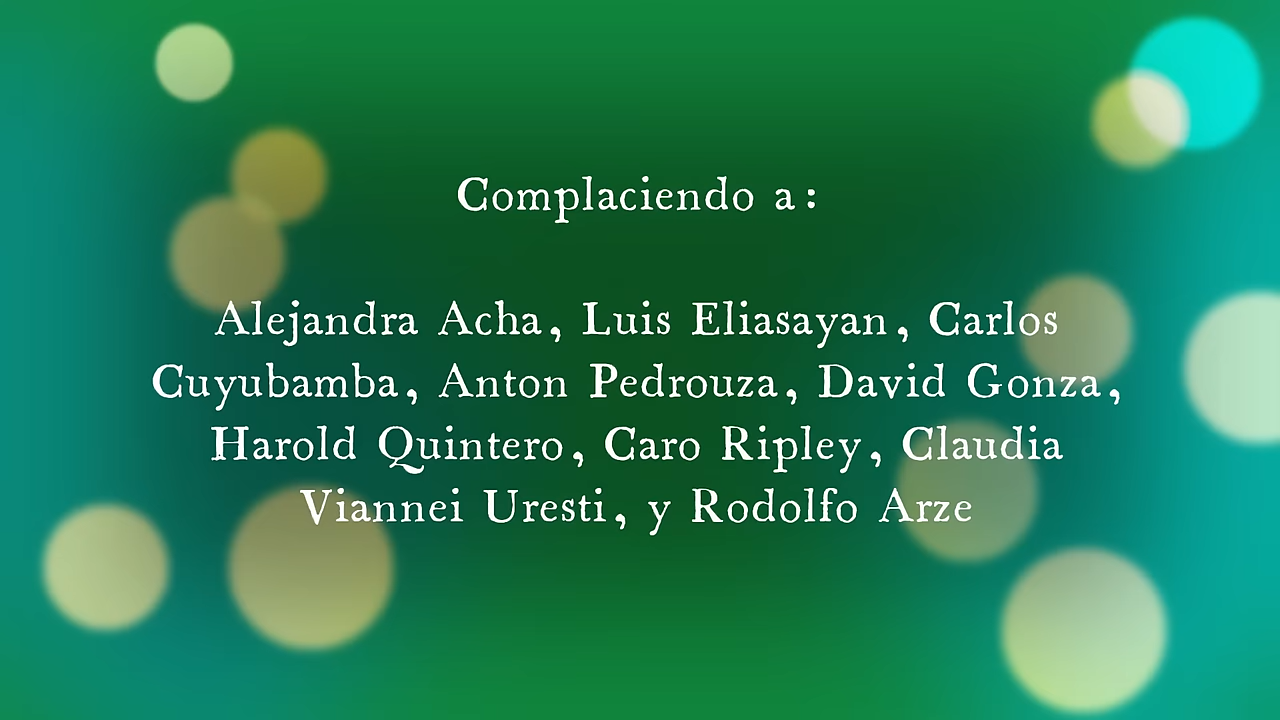 Complaciendo a:
Alejandra Acha, Luis Eliasayan, Carlos
Cuyubamba, Anton Pedrouza, David Gonza,
Harold Quintero, Caro Ripley, Claudia
Viannei Uresti, y Rodolfo Arze